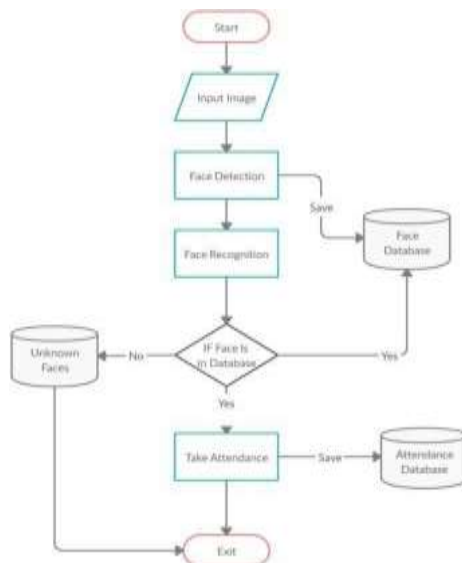 Start
Input Image
Face Detection
Save
Face
Database
Face Recognition
IF Face Is
in Database
No
Unknown
Faces
Yes
Yes
Take Attendance
Save
Attendance
Database
Exit